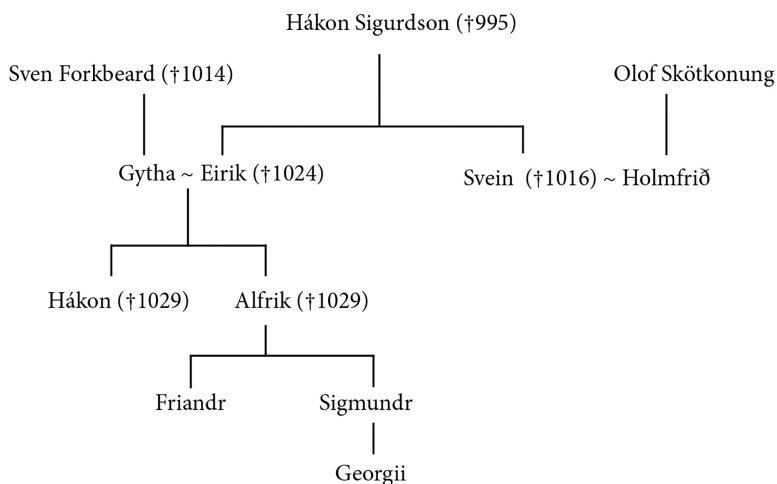 Hákon Sigurdson (†995)
Sven Forkbeard (†1014)
Olof Skötkonung
Gytha ~ Eirik (†1024)
Svein (†1016) ~ Holmfrið
Hákon (†1029)
Alfrik (†1029)
Friandr
Sigmundr
Georgii